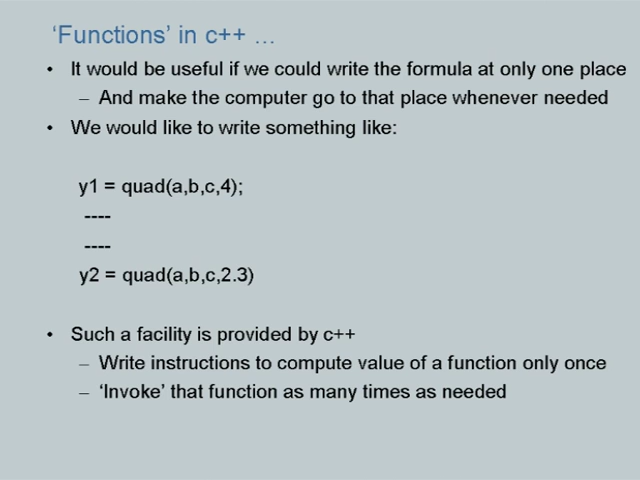 ‘Functions’ in c++ ...
• It would be useful if we could write the formula at only one place
– And make the computer go to that place whenever needed
• We would like to write something like:
y1 = quad(a,b,c,4);
----
----
y2 = quad(a,b,c,2.3)
• Such a facility is provided by c++
– Write instructions to compute value of a function only once
– ‘Invoke’ that function as many times as needed